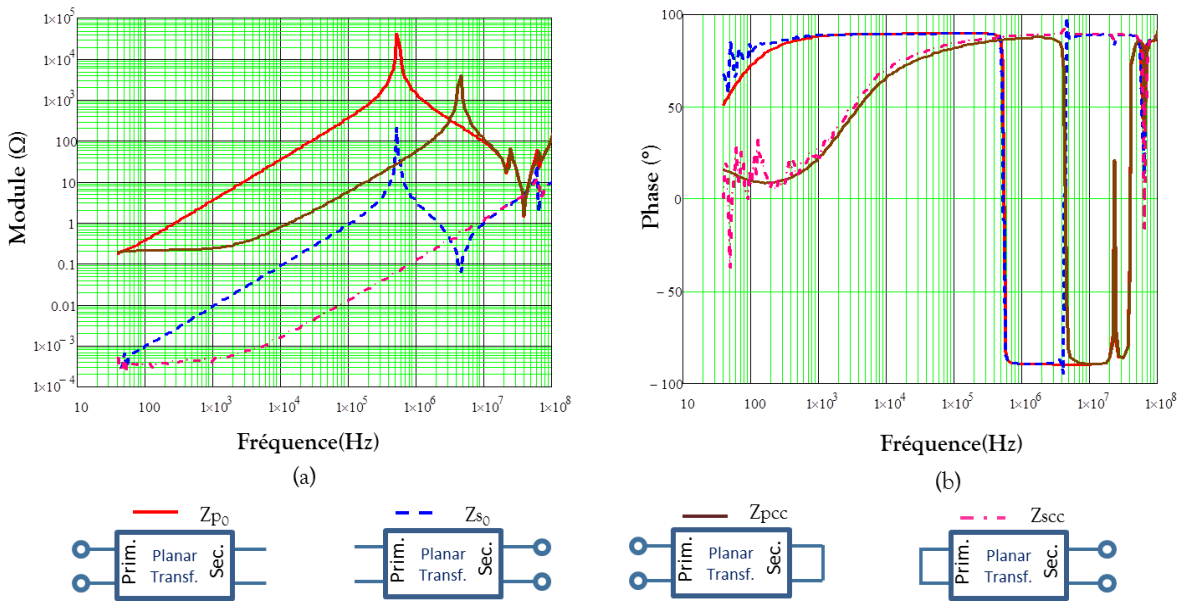 1×10⁵
1×10⁴
1×10³
100
10
1
0.1
0.01
1×10⁻³
1×10⁻⁴
Module (Ω)
10 100 1×10³ 1×10⁴ 1×10⁵ 1×10⁶ 1×10⁷ 1×10⁸
Fréquence(Hz)
(a)
100
50
0
− 50
− 100
Phase (°)
10 100 1×10³ 1×10⁴ 1×10⁵ 1×10⁶ 1×10⁷ 1×10⁸
Fréquence(Hz)
(b)
Zp₀
Prim.
Planar
Transf.
Sec.
Zs₀
Prim.
Planar
Transf.
Sec.
Zpcc
Prim.
Planar
Transf.
Sec.
Zscc
Prim.
Planar
Transf.
Sec.